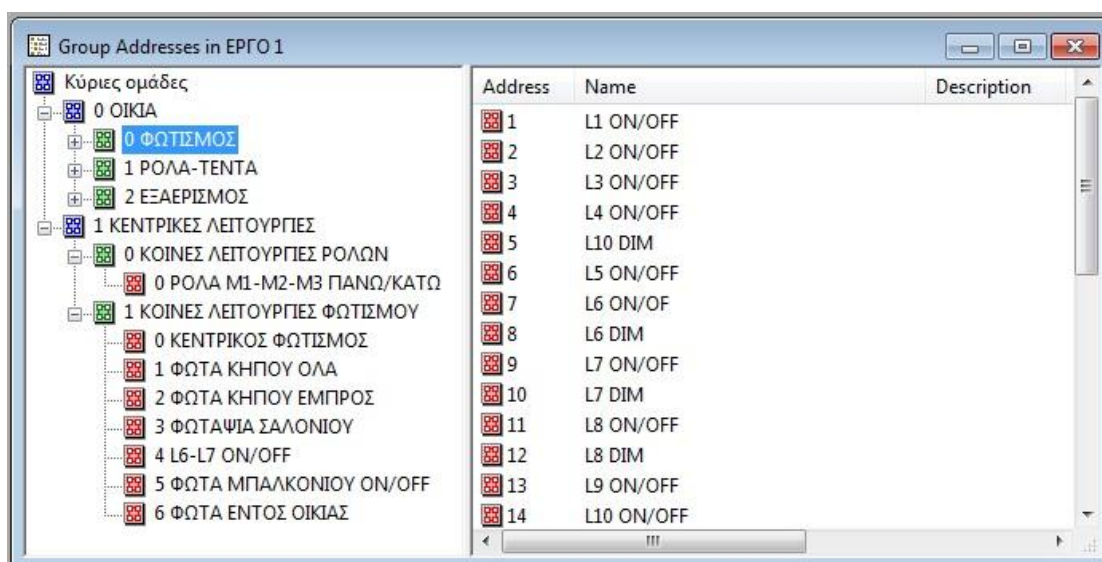 Group Addresses in ΕΡΓΟ 1
Κύριες ομάδες
0 ΟΙΚΙΑ
0 ΦΩΤΙΣΜΟΣ
1 ΡΟΛΑ-ΤΕΝΤΑ
2 ΕΞΑΕΡΙΣΜΟΣ
1 ΚΕΝΤΡΙΚΕΣ ΛΕΙΤΟΥΡΓΙΕΣ
0 ΚΟΙΝΕΣ ΛΕΙΤΟΥΡΓΙΕΣ ΡΟΛΩΝ
0 ΡΟΛΑ Μ1-Μ2-Μ3 ΠΑΝΩ/ΚΑΤΩ
1 ΚΟΙΝΕΣ ΛΕΙΤΟΥΡΓΙΕΣ ΦΩΤΙΣΜΟΥ
0 ΚΕΝΤΡΙΚΟΣ ΦΩΤΙΣΜΟΣ
1 ΦΩΤΑ ΚΗΠΟΥ ΟΛΑ
2 ΦΩΤΑ ΚΗΠΟΥ ΕΜΠΡΟΣ
3 ΦΩΤΑΨΙΑ ΣΑΛΟΝΙΟΥ
4 L6-L7 ON/OFF
5 ΦΩΤΑ ΜΠΑΛΚΟΝΙΟΥ ON/OFF
6 ΦΩΤΑ ΕΝΤΟΣ ΟΙΚΙΑΣ
Address Name Description
1 L1 ON/OFF
2 L2 ON/OFF
3 L3 ON/OFF
4 L4 ON/OFF
5 L10 DIM
6 L5 ON/OFF
7 L6 ON/OF
8 L6 DIM
9 L7 ON/OFF
10 L7 DIM
11 L8 ON/OFF
12 L8 DIM
13 L9 ON/OFF
14 L10 ON/OFF